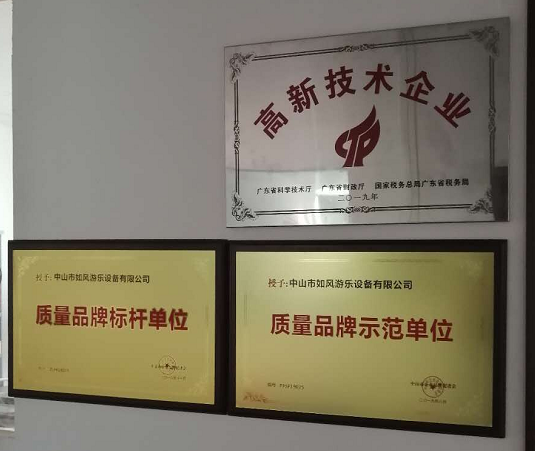 高新技术企业
广东省科学技术厅 广东省财政厅 国家税务总局广东省税务局
二〇一九年
授予:中山市如风游乐设备有限公司
质量品牌标杆单位
授予:中山市如风游乐设备有限公司
质量品牌示范单位